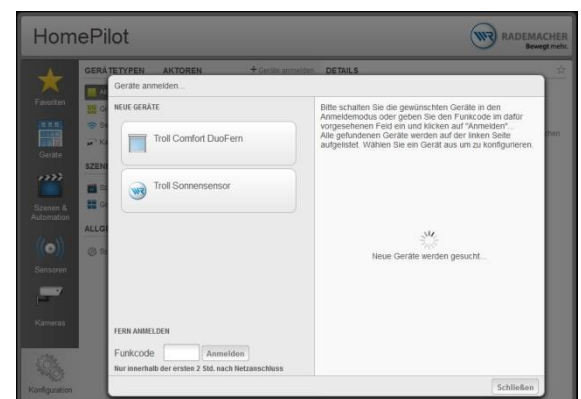 HomePilot
WR RADEMACHER
Bewegt mehr.
GERÄTETYPEN AKTOREN + Geräte anmelden DETAILS
Geräte anmelden...
Favoriten
Geräte
Szenen &
Automation
Sensoren
Kameras
Konfiguration
NEUE GERÄTE
Troll Comfort DuoFern
Troll Sonnensensor
Bitte schalten Sie die gewünschten Geräte in den
Anmeldemodus oder geben Sie den Funkcode im dafür
vorgesehenen Feld ein und klicken auf "Anmelden"...
Alle gefundenen Geräte werden auf der linken Seite
aufgelistet. Wählen Sie ein Gerät aus um zu konfigurieren.
Neue Geräte werden gesucht...
FERN ANMELDEN
Funkcode Anmelden
Nur innerhalb der ersten 2 Std. nach Netzanschluss
Schließen